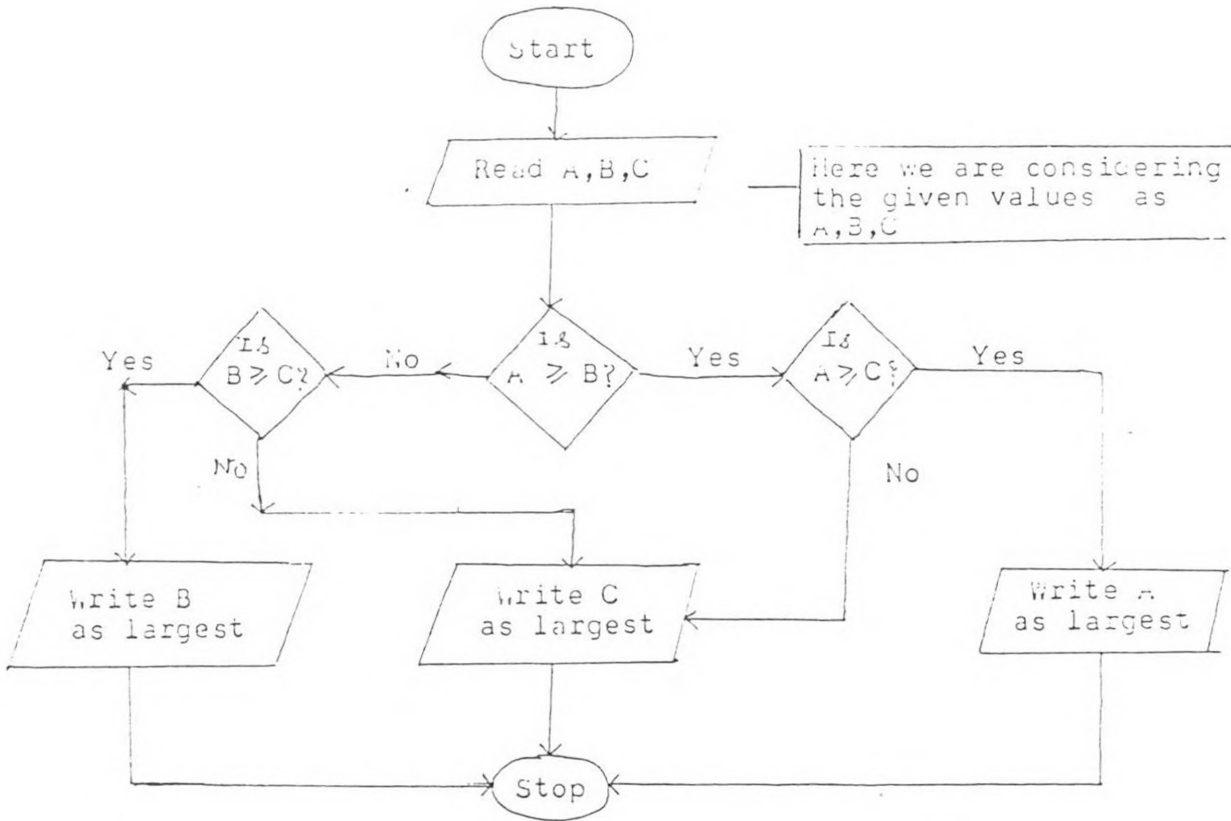 Start
Read A,B,C
Here we are considering
the given values as
A,B,C
Yes
Is
B ⩾ C?
No
Is
A ⩾ B?
Yes
Is
A ⩾ C?
Yes
No
No
Write B
as largest
Write C
as largest
Write A
as largest
Stop